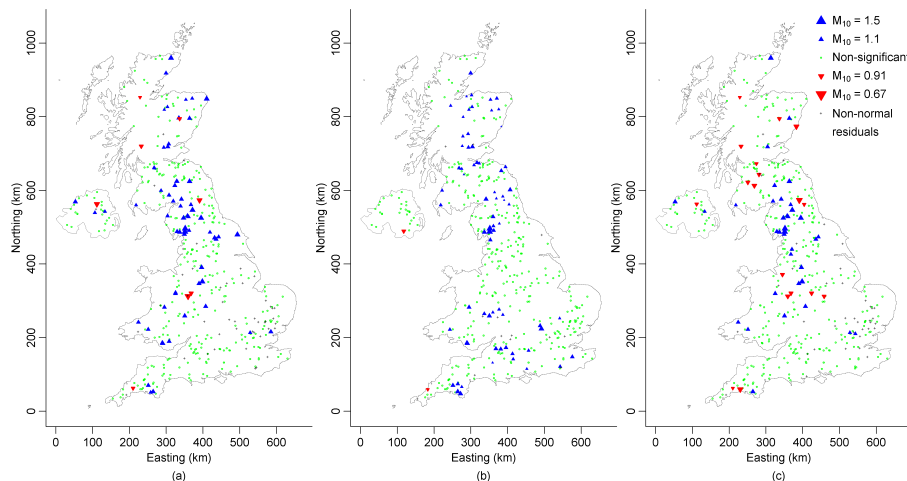 M10 = 1.5
M10 = 1.1
Non-significant
M10 = 0.91
M10 = 0.67
Non-normal
residuals
Northing (km)
0 200 400 600 800 1000
0 100 200 300 400 500 600
Easting (km)
(a)
Northing (km)
0 200 400 600 800 1000
0 100 200 300 400 500 600
Easting (km)
(b)
Northing (km)
0 200 400 600 800 1000
0 100 200 300 400 500 600
Easting (km)
(c)